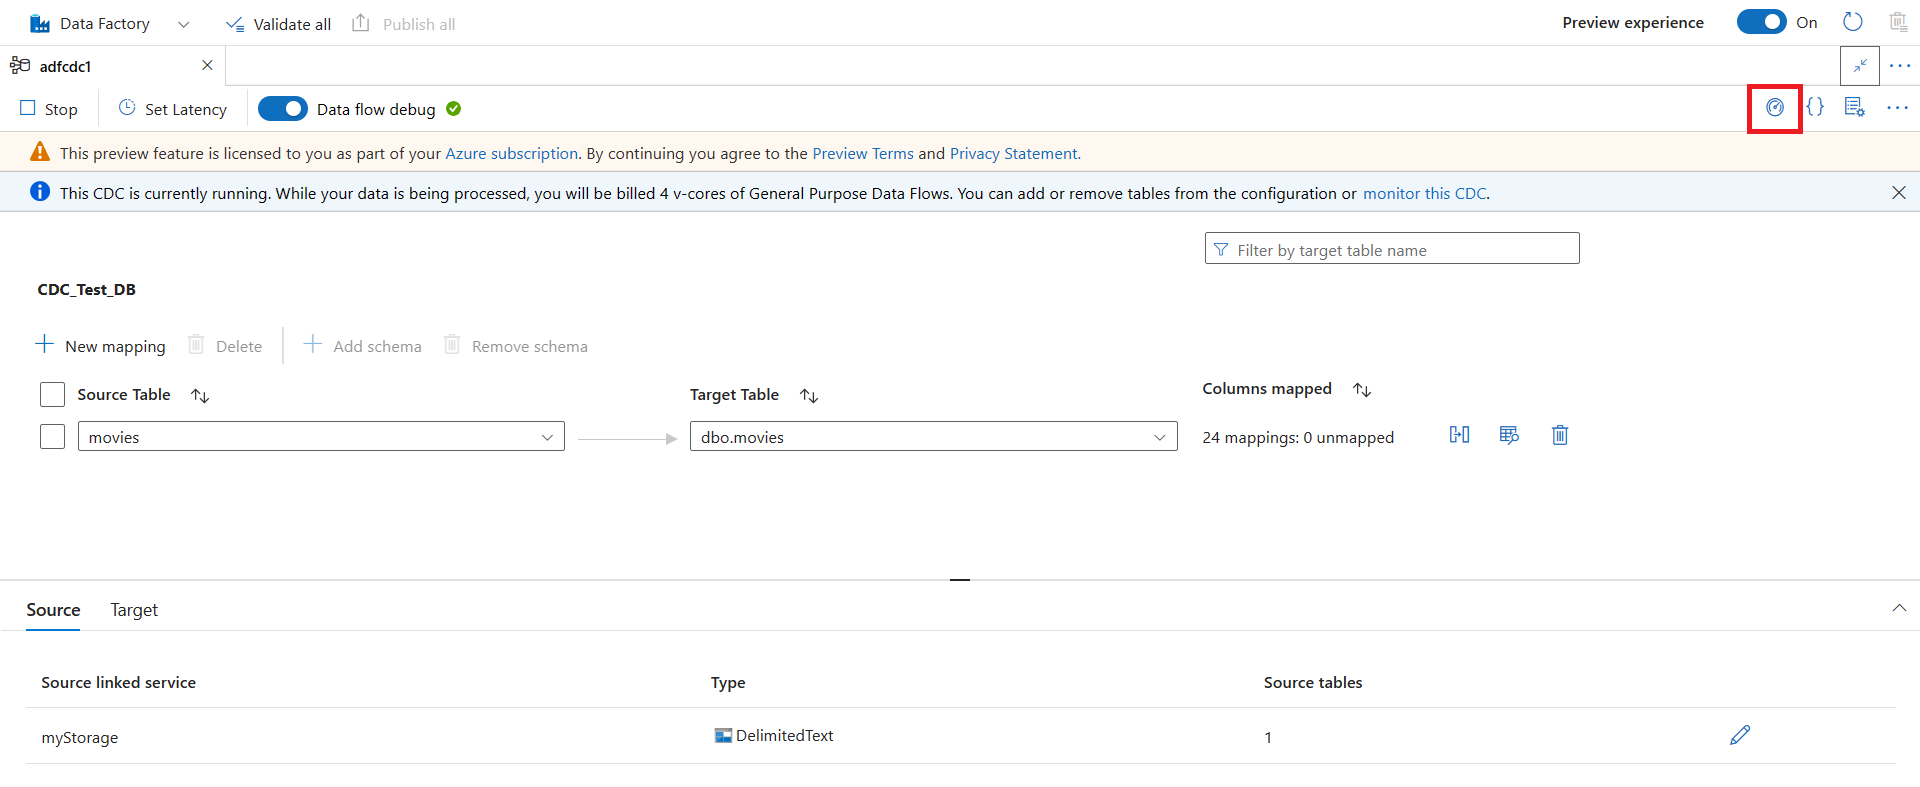 Data Factory Validate all Publish all Preview experience On
adfcdc1
Stop Set Latency Data flow debug {}
This preview feature is licensed to you as part of your Azure subscription. By continuing you agree to the Preview Terms and Privacy Statement.
This CDC is currently running. While your data is being processed, you will be billed 4 v-cores of General Purpose Data Flows. You can add or remove tables from the configuration or monitor this CDC.
Filter by target table name
CDC_Test_DB
New mapping Delete Add schema Remove schema
Source Table Target Table Columns mapped
movies dbo.movies 24 mappings: 0 unmapped
Source Target
Source linked service Type Source tables
myStorage DelimitedText 1